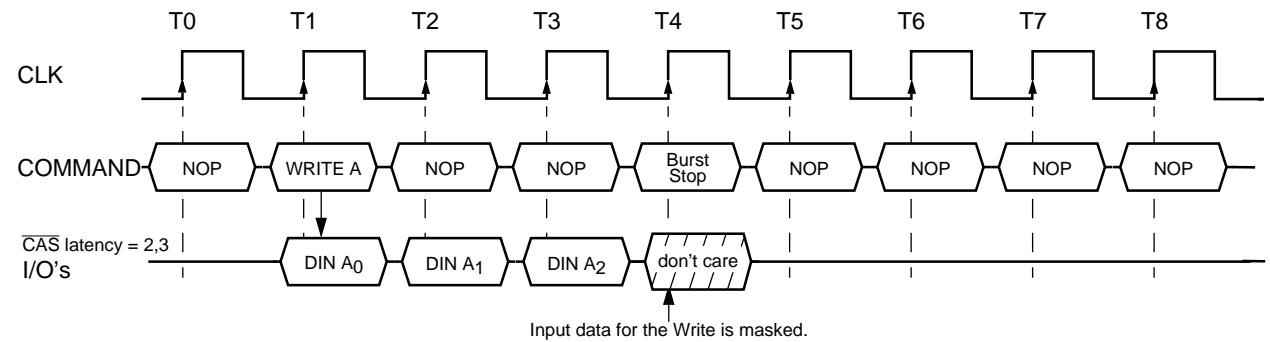 T0 T1 T2 T3 T4 T5 T6 T7 T8
CLK
COMMAND NOP WRITE A NOP NOP Burst Stop NOP NOP NOP NOP
CAS latency = 2,3
I/O's DIN A0 DIN A1 DIN A2 don't care
Input data for the Write is masked.